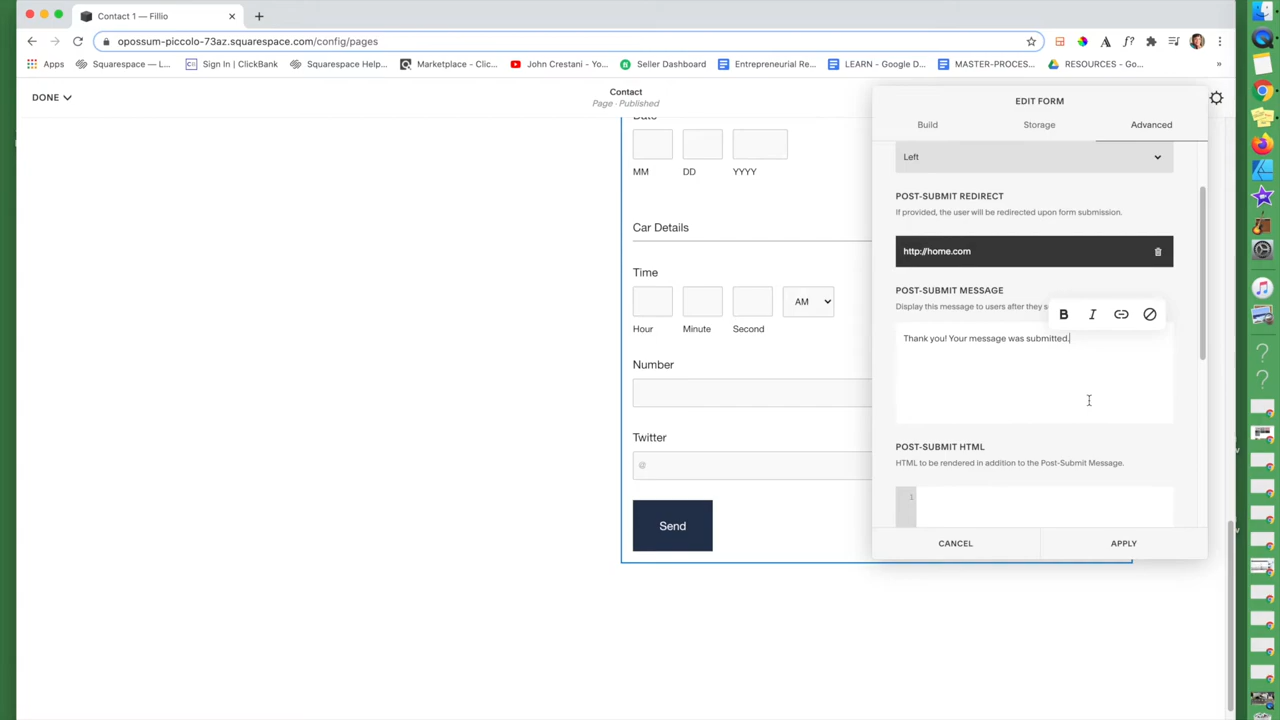 Contact 1 — Fillio
opossum-piccolo-73az.squarespace.com/config/pages
Apps
Squarespace — L...
Sign In | ClickBank
Squarespace Help...
Marketplace - Clic...
John Crestani - Yo...
Seller Dashboard
Entrepreneurial Re...
LEARN - Google D...
MASTER-PROCES...
RESOURCES - Go...
»
DONE
Contact
Page · Published
EDIT FORM
Build
Storage
Advanced
Date
MM
DD
YYYY
Car Details
Time
AM
Hour
Minute
Second
Number
Twitter
@
Send
Left
POST-SUBMIT REDIRECT
If provided, the user will be redirected upon form submission.
http://home.com
POST-SUBMIT MESSAGE
Display this message to users after they s
B I
Thank you! Your message was submitted.
POST-SUBMIT HTML
HTML to be rendered in addition to the Post-Submit Message.
1
CANCEL
APPLY